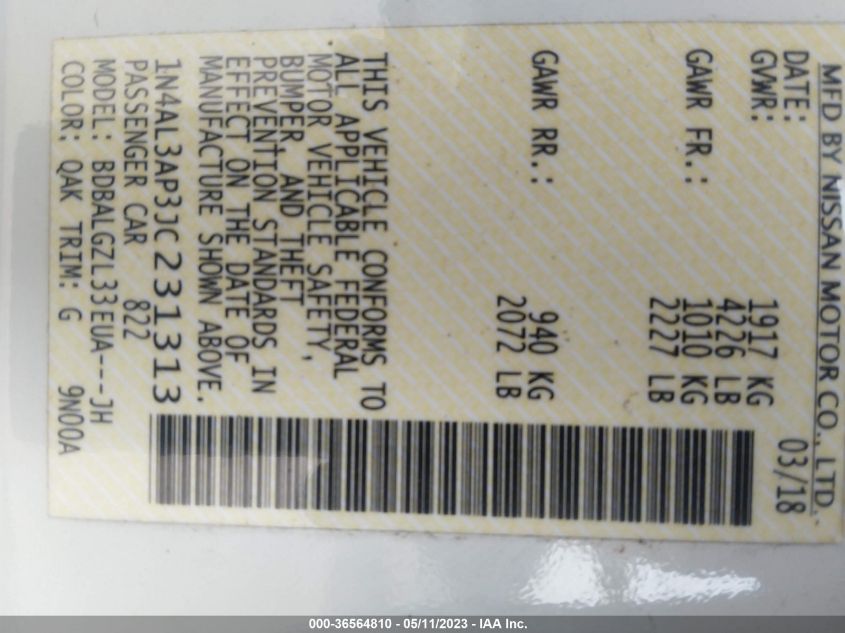 MFD BY NISSAN MOTOR CO., LTD.
DATE: 03/18
GVWR: 1917 KG
4226 LB
GAWR FR.: 1010 KG
2227 LB
GAWR RR.: 940 KG
2072 LB
THIS VEHICLE CONFORMS TO
ALL APPLICABLE FEDERAL
MOTOR VEHICLE SAFETY,
BUMPER, AND THEFT
PREVENTION STANDARDS IN
EFFECT ON THE DATE OF
MANUFACTURE SHOWN ABOVE.
1N4AL3AP3JC231313
PASSENGER CAR 822
MODEL: BDBALGZL33EUA---JH
COLOR: QAK TRIM: G 9N00A
000-36564810 - 05/11/2023 - IAA Inc.